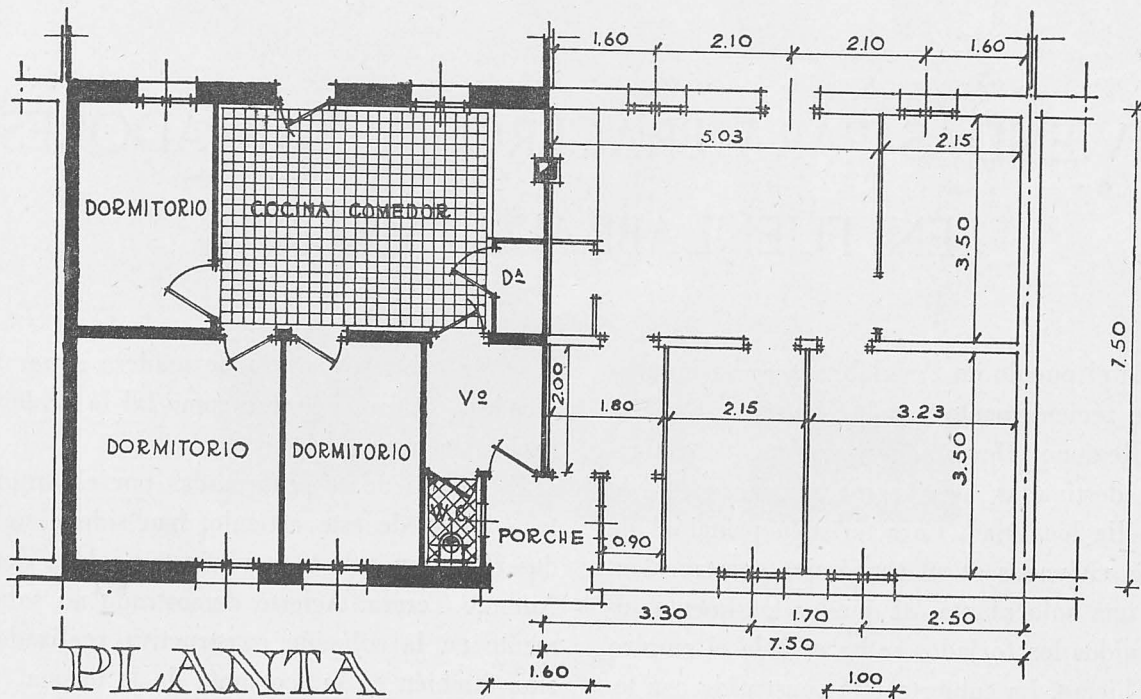 1.60 2.10 2.10 1.60
5.03 2.15
DORMITORIO COCINA COMEDOR
3.50
Dᴬ
7.50
2.00
Vº
1.80 2.15 3.23
DORMITORIO DORMITORIO
3.50
W.C.
PORCHE 0.90
3.30 1.70 2.50
7.50
PLANTA
1.60 1.00